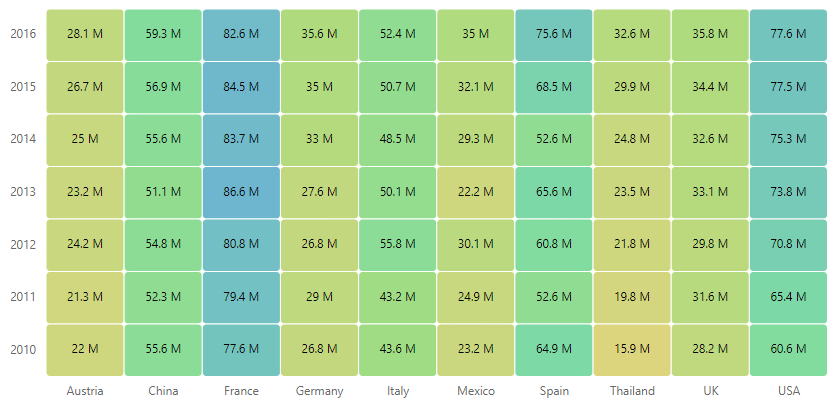 2016 28.1 M 59.3 M 82.6 M 35.6 M 52.4 M 35 M 75.6 M 32.6 M 35.8 M 77.6 M
2015 26.7 M 56.9 M 84.5 M 35 M 50.7 M 32.1 M 68.5 M 29.9 M 34.4 M 77.5 M
2014 25 M 55.6 M 83.7 M 33 M 48.5 M 29.3 M 52.6 M 24.8 M 32.6 M 75.3 M
2013 23.2 M 51.1 M 86.6 M 27.6 M 50.1 M 22.2 M 65.6 M 23.5 M 33.1 M 73.8 M
2012 24.2 M 54.8 M 80.8 M 26.8 M 55.8 M 30.1 M 60.8 M 21.8 M 29.8 M 70.8 M
2011 21.3 M 52.3 M 79.4 M 29 M 43.2 M 24.9 M 52.6 M 19.8 M 31.6 M 65.4 M
2010 22 M 55.6 M 77.6 M 26.8 M 43.6 M 23.2 M 64.9 M 15.9 M 28.2 M 60.6 M
Austria China France Germany Italy Mexico Spain Thailand UK USA